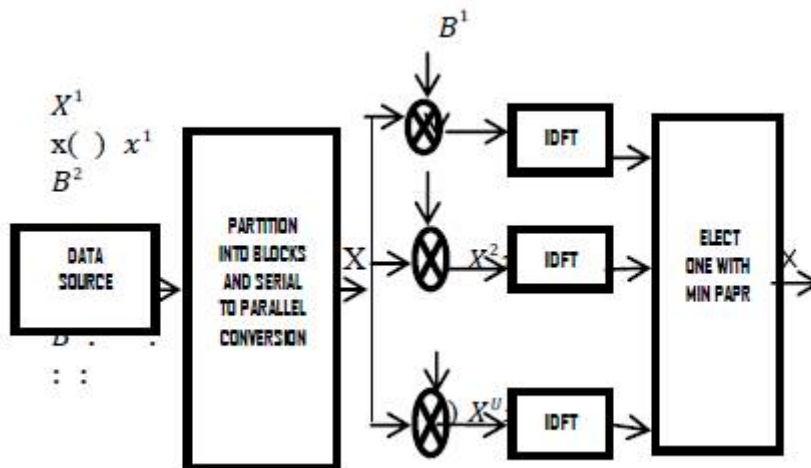 B¹
X¹
x( ) x¹
B²
DATA
SOURCE
: :
PARTITION
INTO BLOCKS
AND SERIAL
TO PARALLEL
CONVERSION
X
X²
) Xᵁ
IDFT
IDFT
IDFT
ELECT
ONE WITH
MIN PAPR
x